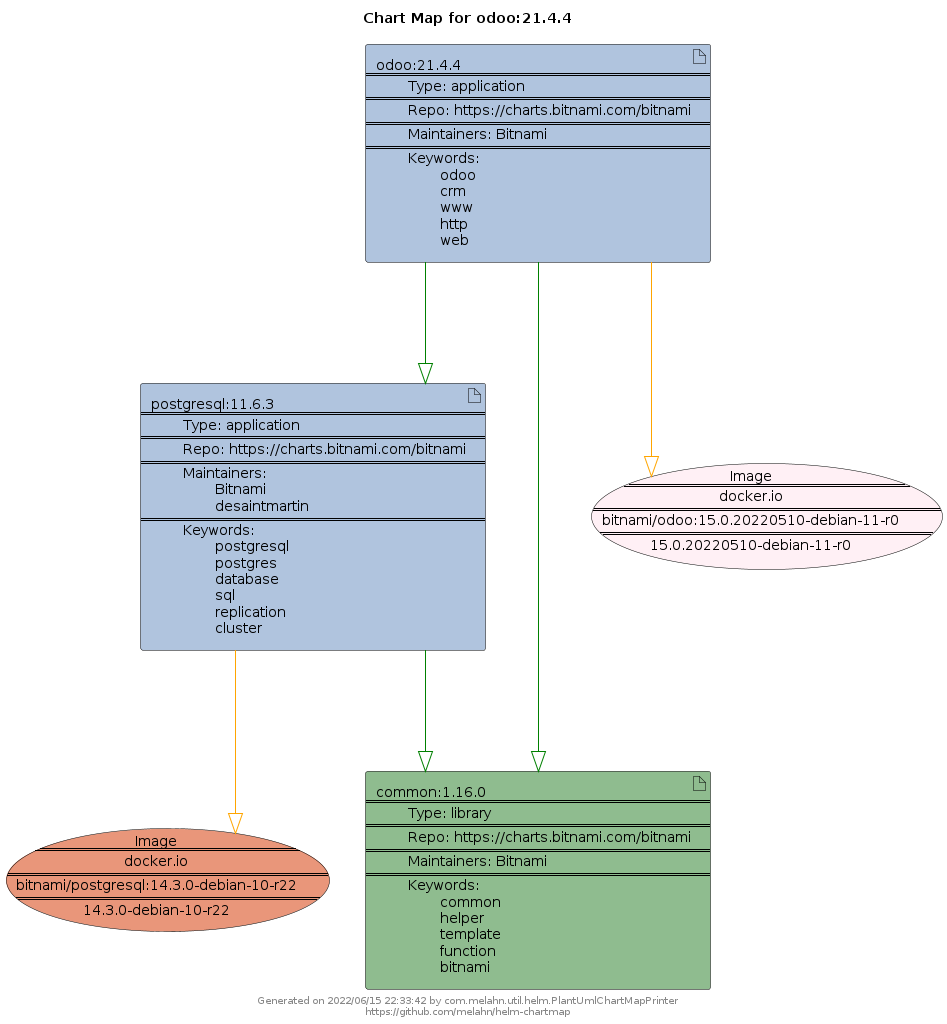 Chart Map for odoo:21.4.4
odoo:21.4.4
Type: application
Repo: https://charts.bitnami.com/bitnami
Maintainers: Bitnami
Keywords:
odoo
crm
www
http
web
postgresql:11.6.3
Type: application
Repo: https://charts.bitnami.com/bitnami
Maintainers:
Bitnami
desaintmartin
Keywords:
postgresql
postgres
database
sql
replication
cluster
Image
docker.io
bitnami/odoo:15.0.20220510-debian-11-r0
15.0.20220510-debian-11-r0
Image
docker.io
bitnami/postgresql:14.3.0-debian-10-r22
14.3.0-debian-10-r22
common:1.16.0
Type: library
Repo: https://charts.bitnami.com/bitnami
Maintainers: Bitnami
Keywords:
common
helper
template
function
bitnami
Generated on 2022/06/15 22:33:42 by com.melahn.util.helm.PlantUmlChartMapPrinter
https://github.com/melahn/helm-chartmap